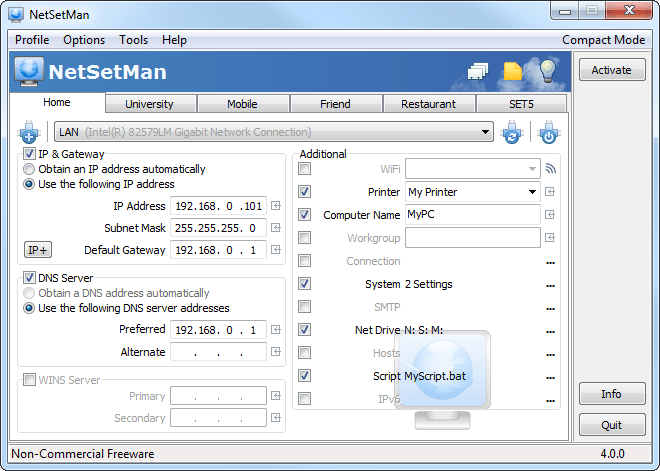 NetSetMan
Profile Options Tools Help Compact Mode
NetSetMan
Activate
Home University Mobile Friend Restaurant SET5
LAN (Intel(R) 82579LM Gigabit Network Connection)
IP & Gateway
Obtain an IP address automatically
Use the following IP address
IP Address 192.168. 0 .101
Subnet Mask 255.255.255. 0
IP+ Default Gateway 192.168. 0 . 1
DNS Server
Obtain a DNS address automatically
Use the following DNS server addresses
Preferred 192.168. 0 . 1
Alternate . . .
WINS Server
Primary . . .
Secondary . . .
Additional
WiFi
Printer My Printer
Computer Name MyPC
Workgroup
Connection ...
System 2 Settings ...
SMTP ...
Net Drive N: S: M: ...
Hosts ...
Script MyScript.bat ...
IPv6 ...
Info
Quit
Non-Commercial Freeware 4.0.0